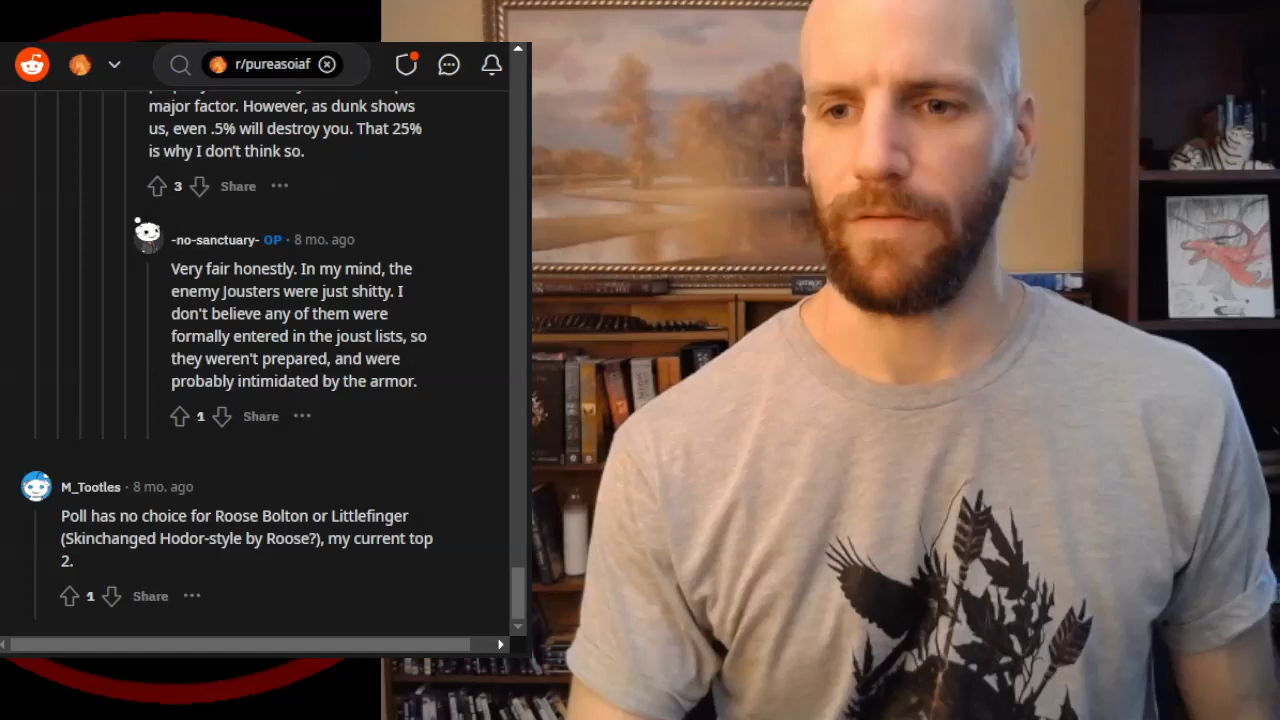 r/pureasoiaf
major factor. However, as dunk shows
us, even .5% will destroy you. That 25%
is why I don't think so.
3 Share
-no-sanctuary- OP · 8 mo. ago
Very fair honestly. In my mind, the
enemy Jousters were just shitty. I
don't believe any of them were
formally entered in the joust lists, so
they weren't prepared, and were
probably intimidated by the armor.
1 Share
M_Tootles · 8 mo. ago
Poll has no choice for Roose Bolton or Littlefinger
(Skinchanged Hodor-style by Roose?), my current top
2.
1 Share